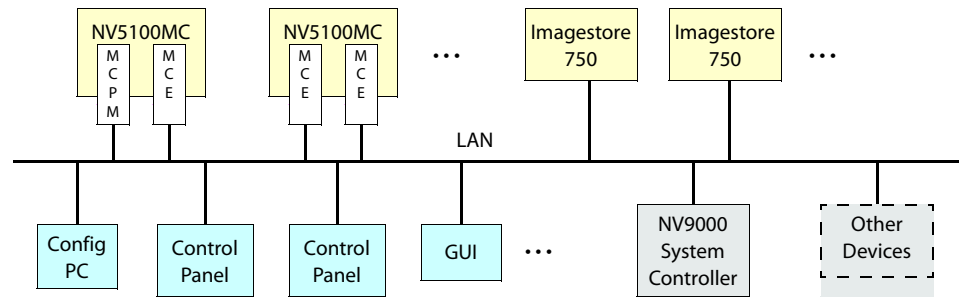 NV5100MC
M
C
P
M
M
C
E
NV5100MC
M
C
E
M
C
E
...
Imagestore
750
Imagestore
750
...
LAN
Config
PC
Control
Panel
Control
Panel
GUI
...
NV9000
System
Controller
Other
Devices